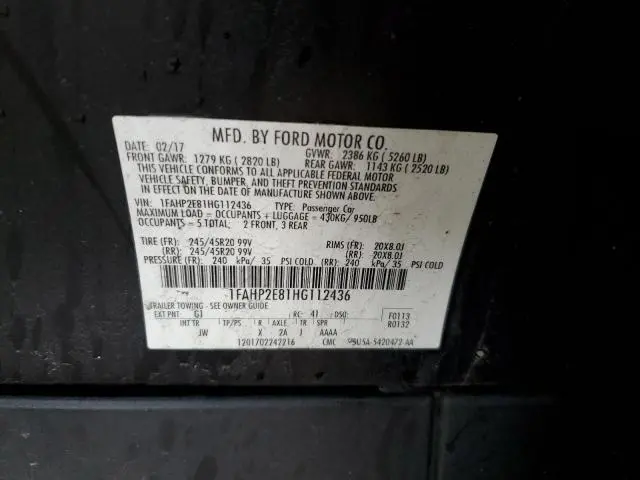 MFD. BY FORD MOTOR CO.
DATE: 02/17 GVWR: 2386 KG ( 5260 LB)
FRONT GAWR: 1279 KG ( 2820 LB) REAR GAWR: 1143 KG ( 2520 LB)
THIS VEHICLE CONFORMS TO ALL APPLICABLE FEDERAL MOTOR
VEHICLE SAFETY, BUMPER, AND THEFT PREVENTION STANDARDS
IN EFFECT ON THE DATE OF MANUFACTURE SHOWN ABOVE.
VIN: 1FAHP2E81HG112436 TYPE: Passenger Car
MAXIMUM LOAD = OCCUPANTS + LUGGAGE = 430KG/ 950LB
OCCUPANTS = 5 TOTAL; 2 FRONT, 3 REAR
TIRE (FR): 245/45R20 99V RIMS (FR): 20X8.0J
(RR): 245/45R20 99V (RR): 20X8.0J
PRESSURE (FR): 240 kPa/ 35 PSI COLD (RR): 240 kPa/ 35 PSI COLD
1FAHP2E81HG112436
TRAILER TOWING - SEE OWNER GUIDE
EXT PNT: G1 RC: 41 DSO: F0113
INT TR TP/PS R AXLE TR SPR R0132
JW X 2A J AAAA
1201702242216 CMC 5U5A-5420472-AA